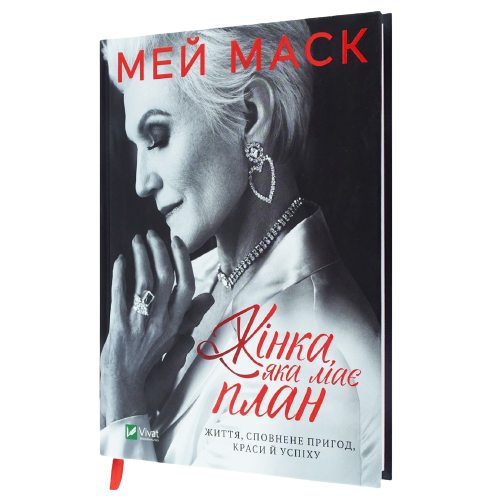 МЕЙ МАСК
Жінка,
яка має
план
ЖИТТЯ, СПОВНЕНЕ ПРИГОД,
КРАСИ Й УСПІХУ
Vivat